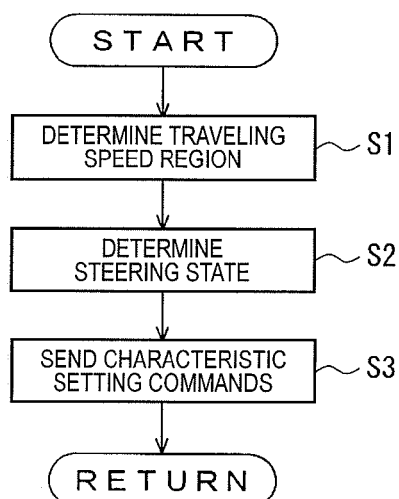 START
DETERMINE TRAVELING
SPEED REGION
S1
DETERMINE
STEERING STATE
S2
SEND CHARACTERISTIC
SETTING COMMANDS
S3
RETURN